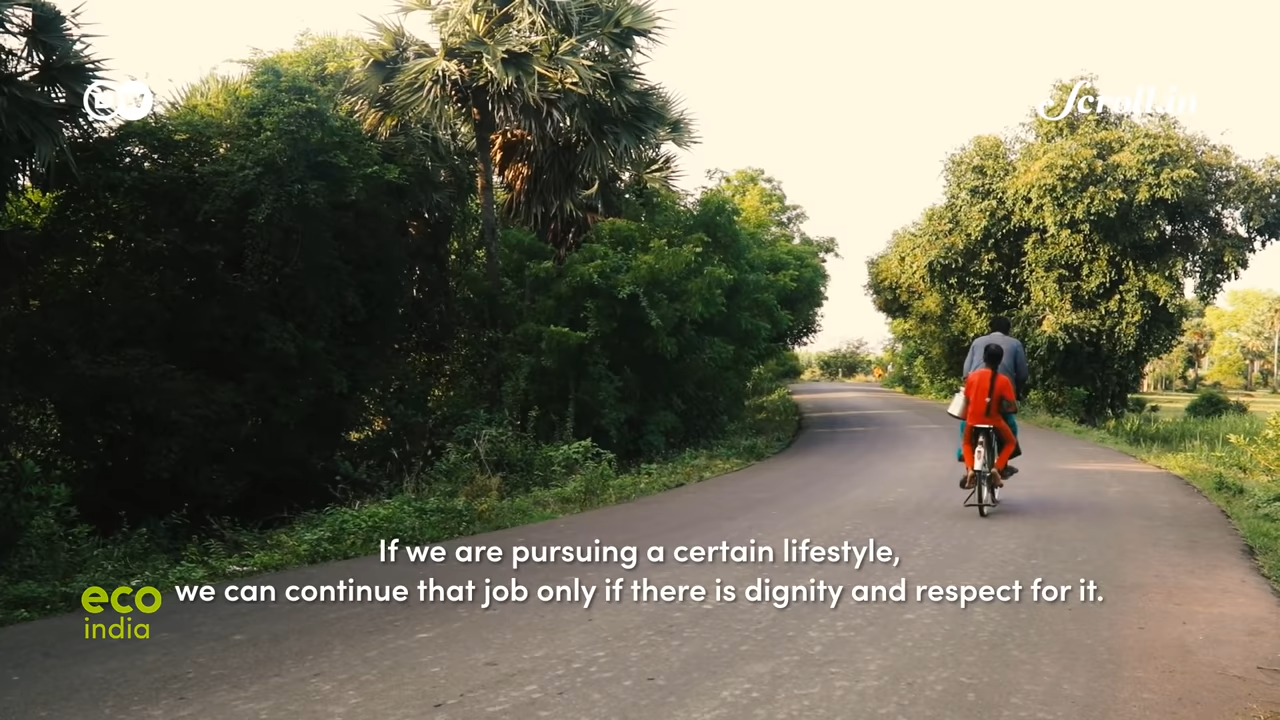 DW
Scroll.in
If we are pursuing a certain lifestyle,
we can continue that job only if there is dignity and respect for it.
eco
india